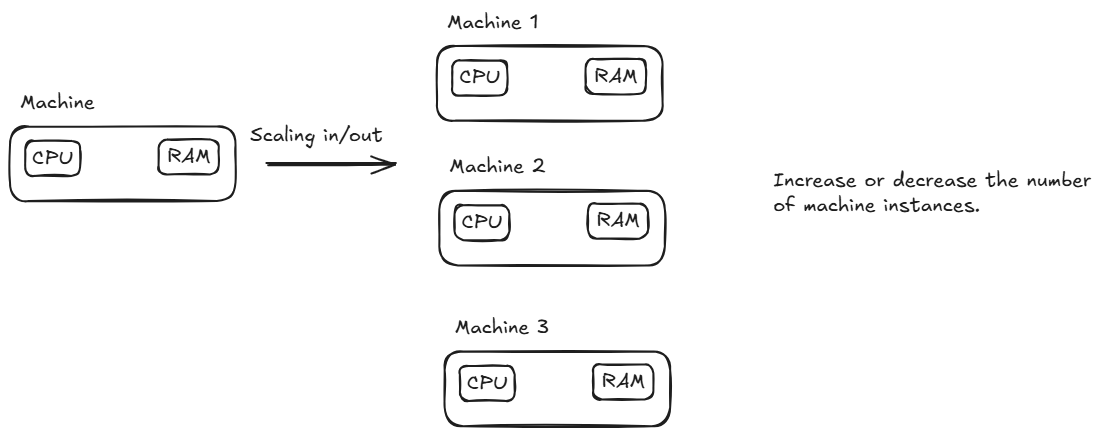 Machine
CPU
RAM
Scaling in/out
Machine 1
CPU
RAM
Machine 2
CPU
RAM
Machine 3
CPU
RAM
Increase or decrease the number
of machine instances.